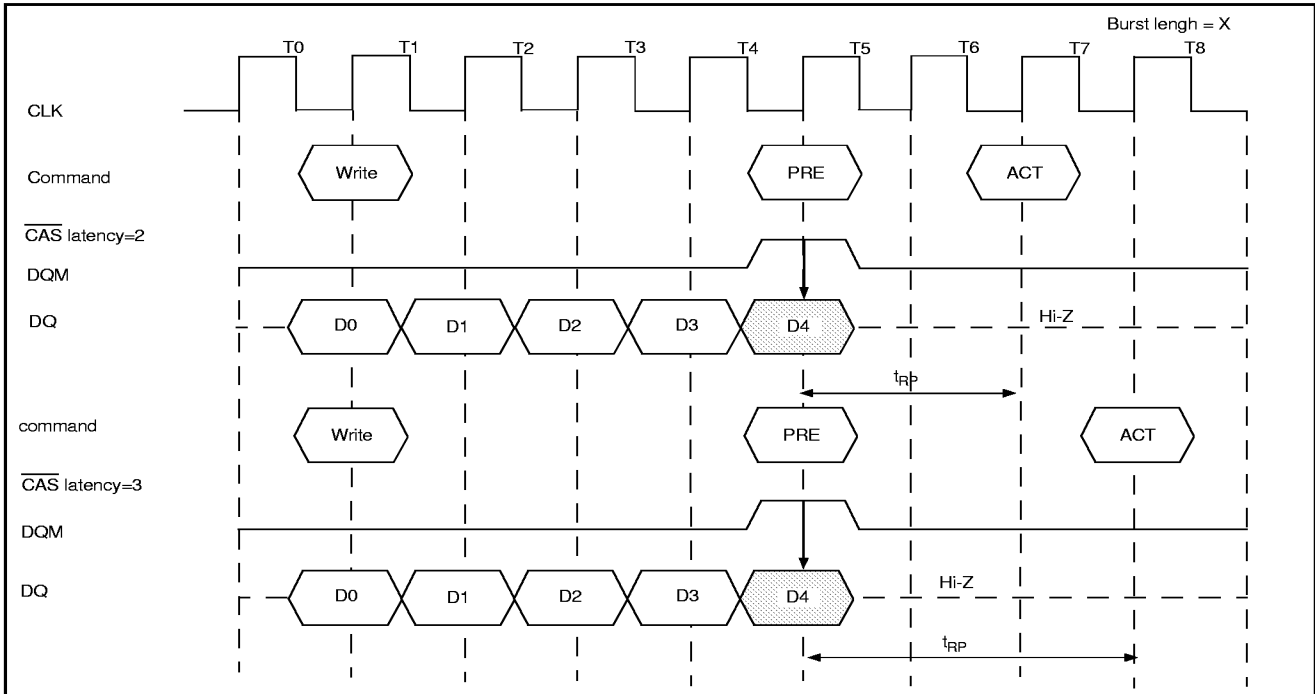 Burst lengh = X
T0 T1 T2 T3 T4 T5 T6 T7 T8
CLK
Command Write PRE ACT
CAS latency=2
DQM
DQ D0 D1 D2 D3 D4 Hi-Z
tRP
command Write PRE ACT
CAS latency=3
DQM
DQ D0 D1 D2 D3 D4 Hi-Z
tRP